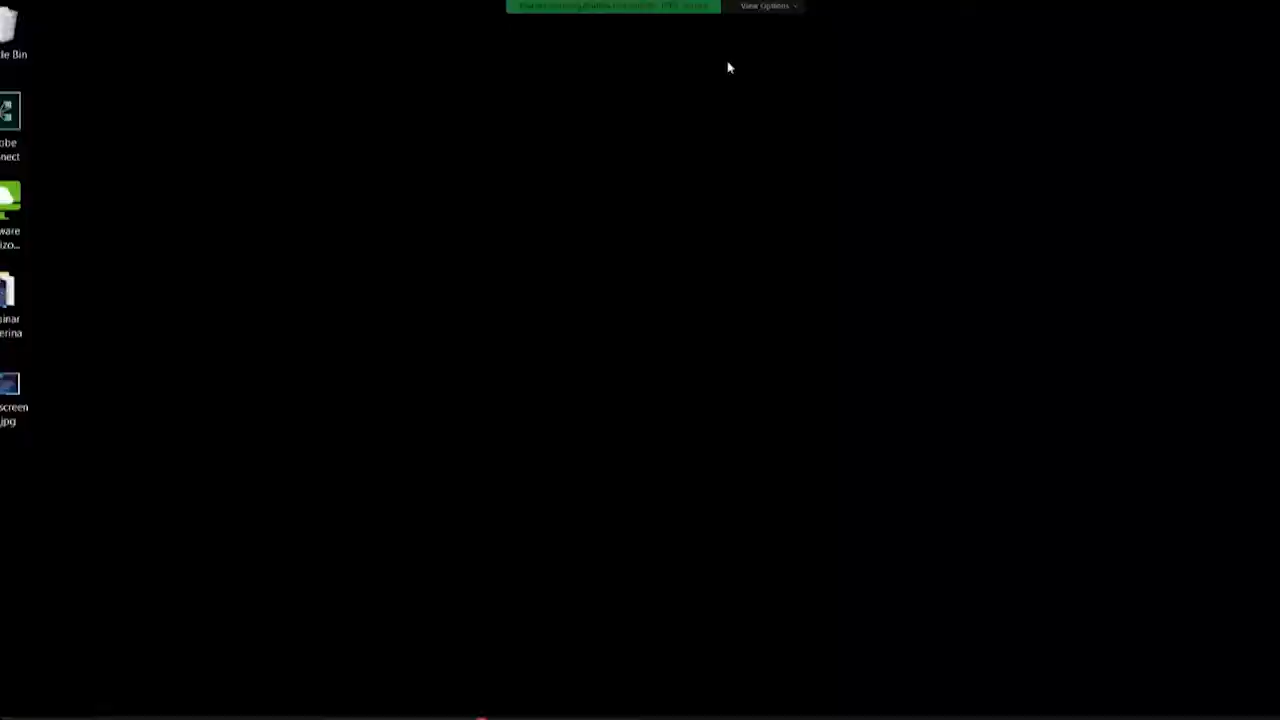 View Options
le Bin
obe
nect
ware
izo...
inar
erina
screen
.jpg